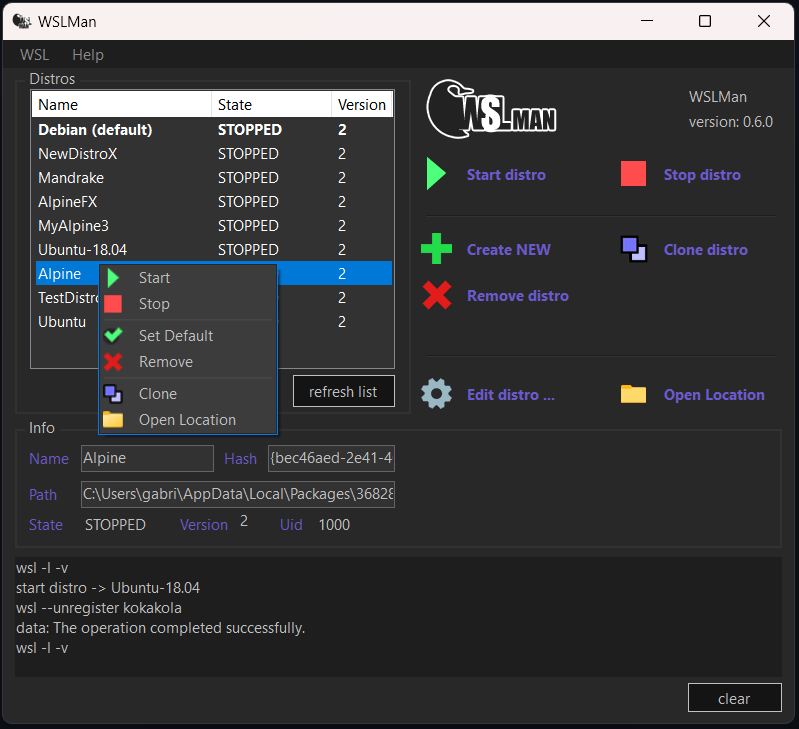 WSLMan
WSL Help
Distros
Name State Version
Debian (default) STOPPED 2
NewDistroX STOPPED 2
Mandrake STOPPED 2
AlpineFX STOPPED 2
MyAlpine3 STOPPED 2
Ubuntu-18.04 STOPPED 2
Alpine 2
TestDistro 2
Ubuntu 2
Start
Stop
Set Default
Remove
Clone
Open Location
refresh list
WSLMAN
WSLMan
version: 0.6.0
Start distro Stop distro
Create NEW Clone distro
Remove distro
Edit distro ... Open Location
Info
Name Alpine Hash {bec46aed-2e41-4
Path C:\Users\gabri\AppData\Local\Packages\36828
State STOPPED Version 2 Uid 1000
wsl -l -v
start distro -> Ubuntu-18.04
wsl --unregister kokakola
data: The operation completed successfully.
wsl -l -v
clear